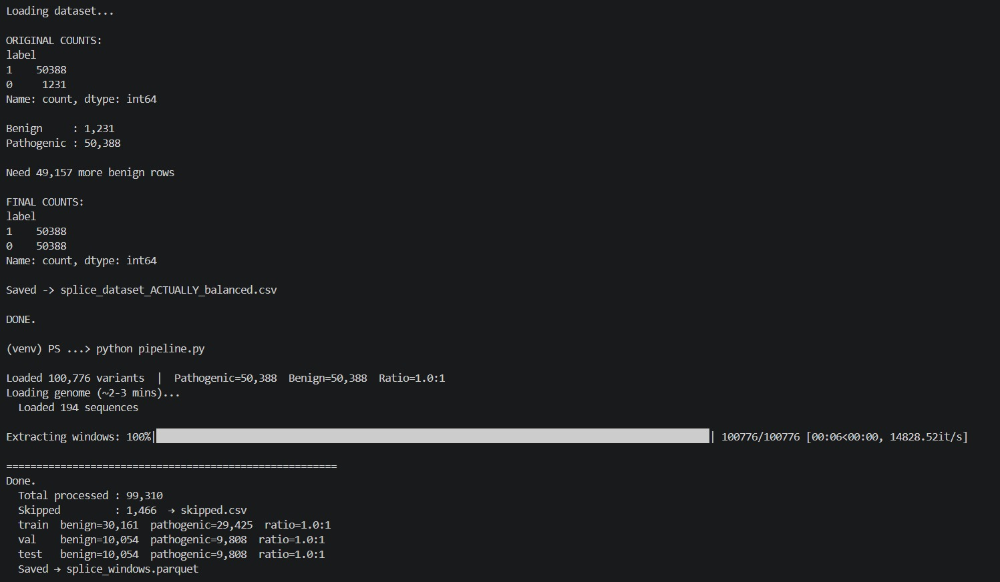 Loading dataset...
ORIGINAL COUNTS:
label
1    50388
0     1231
Name: count, dtype: int64
Benign     : 1,231
Pathogenic : 50,388
Need 49,157 more benign rows
FINAL COUNTS:
label
1    50388
0    50388
Name: count, dtype: int64
Saved -> splice_dataset_ACTUALLY_balanced.csv
DONE.
(venv) PS ...> python pipeline.py
Loaded 100,776 variants  |  Pathogenic=50,388  Benign=50,388  Ratio=1.0:1
Loading genome (~2-3 mins)...
  Loaded 194 sequences
Extracting windows: 100%|██████████| 100776/100776 [00:06<00:00, 14828.52it/s]
=======================================================
Done.
  Total processed : 99,310
  Skipped         : 1,466  → skipped.csv
  train  benign=30,161  pathogenic=29,425  ratio=1.0:1
  val    benign=10,054  pathogenic=9,808  ratio=1.0:1
  test   benign=10,054  pathogenic=9,808  ratio=1.0:1
  Saved → splice_windows.parquet